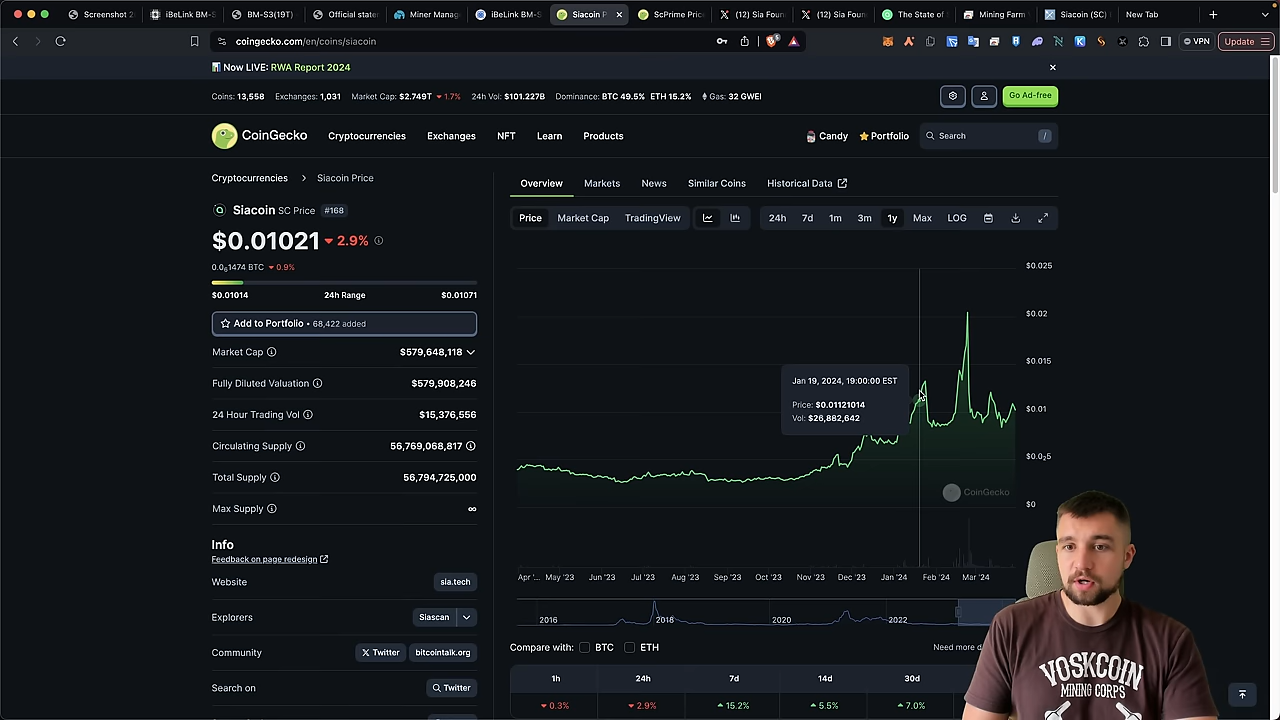 Screenshot 2
iBeLink BM-S
BM-S3(19T)
Official state
Miner Manag
iBeLink BM-S
Siacoin P
ScPrime Pric
(12) Sia Foun
(12) Sia Foun
The State of
Mining Farm
Siacoin (SC)
New Tab
coingecko.com/en/coins/siacoin
VPN
Update
Now LIVE: RWA Report 2024
Coins: 13,558 Exchanges: 1,031 Market Cap: $2.749T 1.7% 24h Vol: $101.227B Dominance: BTC 49.5% ETH 15.2% Gas: 32 GWEI
Go Ad-free
CoinGecko
Cryptocurrencies Exchanges NFT Learn Products
Candy Portfolio Search /
Cryptocurrencies > Siacoin Price
Siacoin SC Price #168
$0.01021 2.9%
0.0₆1474 BTC 0.9%
$0.01014 24h Range $0.01071
Add to Portfolio • 68,422 added
Market Cap $579,648,118
Fully Diluted Valuation $579,908,246
24 Hour Trading Vol $15,376,556
Circulating Supply 56,769,068,817
Total Supply 56,794,725,000
Max Supply ∞
Info
Feedback on page redesign
Website sia.tech
Explorers Siascan
Community X Twitter bitcointalk.org
Search on Twitter
Overview Markets News Similar Coins Historical Data
Price Market Cap TradingView
24h 7d 1m 3m 1y Max LOG
$0.025
$0.02
$0.015
$0.01
$0.0₂5
$0
Jan 19, 2024, 19:00:00 EST
Price: $0.01121014
Vol: $26,882,642
CoinGecko
Apr '... May '23 Jun '23 Jul '23 Aug '23 Sep '23 Oct '23 Nov '23 Dec '23 Jan '24 Feb '24 Mar '24
2016 2018 2020 2022
Compare with: BTC ETH
Need more d
1h 24h 7d 14d 30d
0.3% 2.9% 15.2% 5.5% 7.0%
VOSKCOIN
MINING CORPS